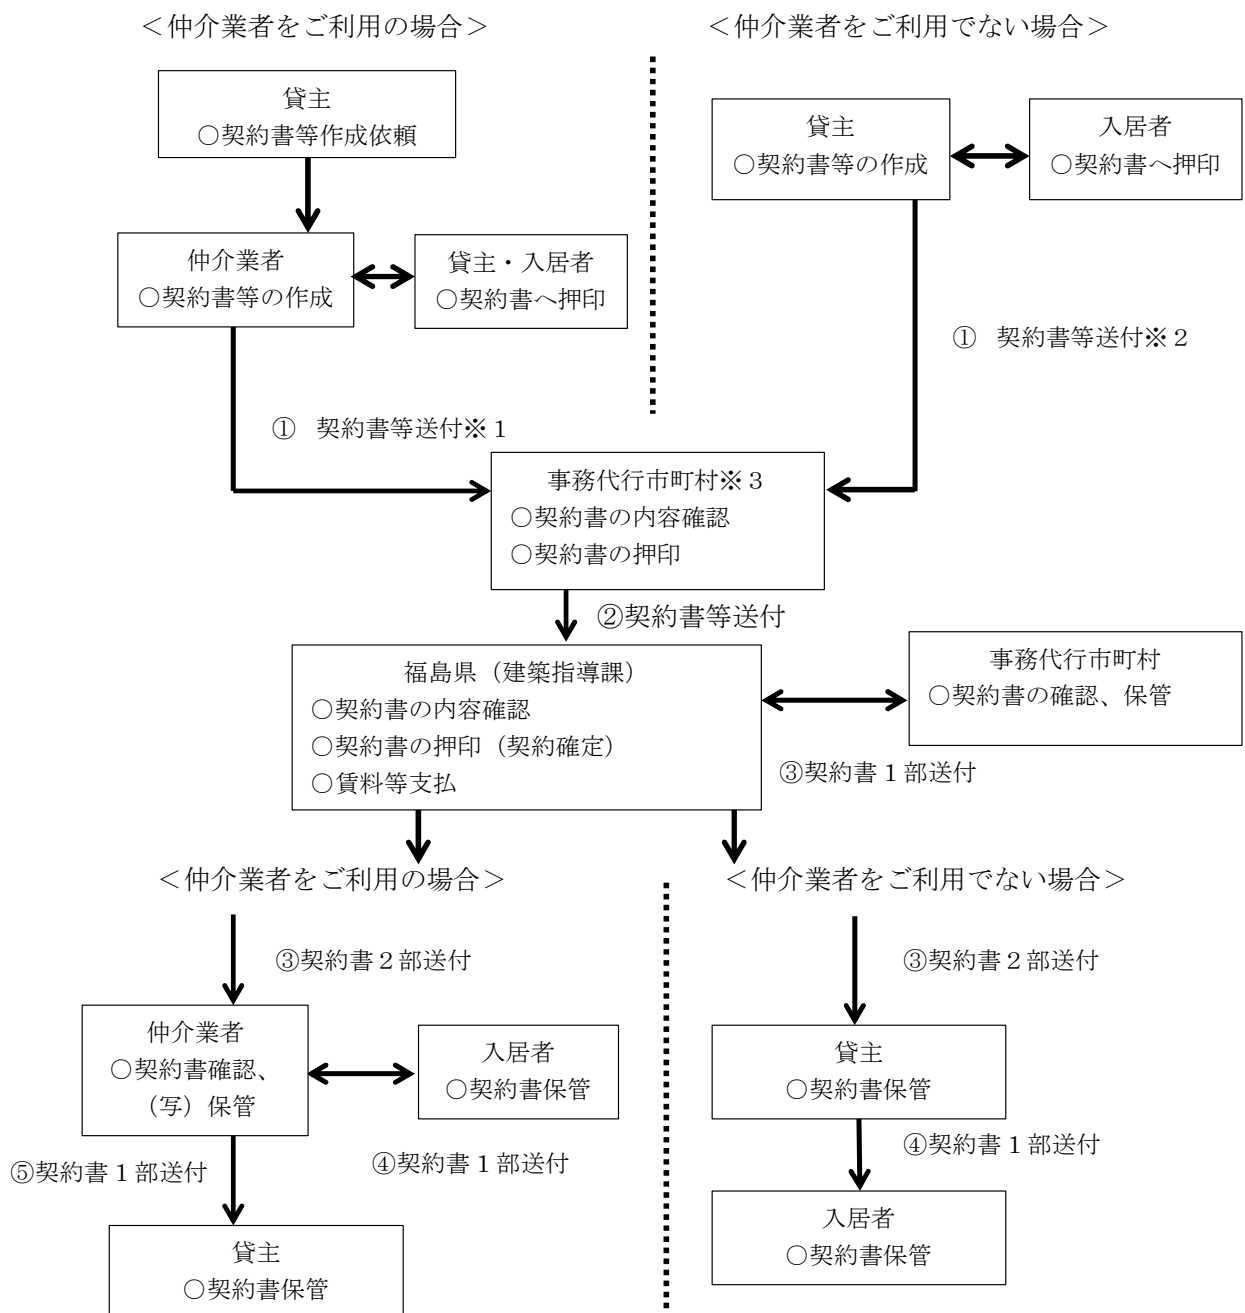 ＜仲介業者をご利用の場合＞
＜仲介業者をご利用でない場合＞
貸主
○契約書等作成依頼
貸主
○契約書等の作成
入居者
○契約書へ押印
仲介業者
○契約書等の作成
貸主・入居者
○契約書へ押印
①　契約書等送付※２
①　契約書等送付※１
事務代行市町村※３
○契約書の内容確認
○契約書の押印
②契約書等送付
福島県（建築指導課）
○契約書の内容確認
○契約書の押印（契約確定）
○賃料等支払
事務代行市町村
○契約書の確認、保管
③契約書１部送付
＜仲介業者をご利用の場合＞
＜仲介業者をご利用でない場合＞
③契約書２部送付
③契約書２部送付
仲介業者
○契約書確認、
（写）保管
入居者
○契約書保管
貸主
○契約書保管
④契約書１部送付
⑤契約書１部送付
④契約書１部送付
貸主
○契約書保管
入居者
○契約書保管